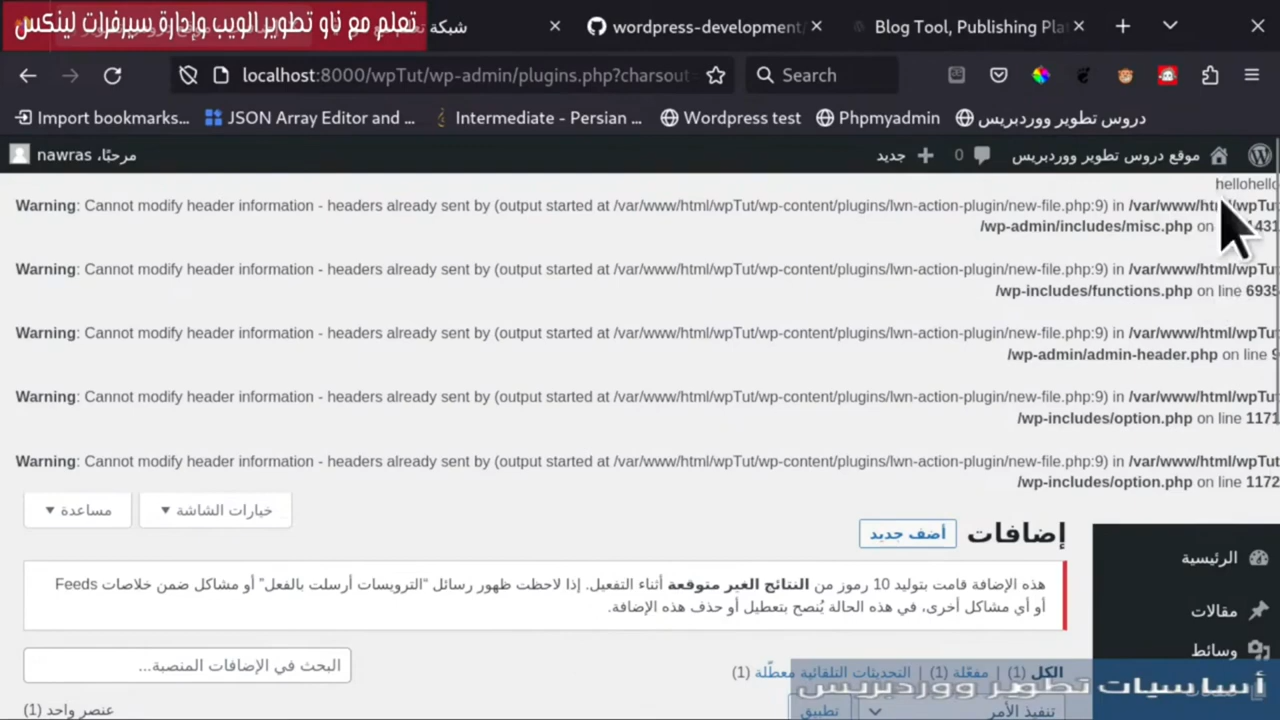 تعلم مع ناو تطوير الويب وإدارة سيرفرات لينكس
شبكة تعلم مع
wordpress-development/
Blog Tool, Publishing Pla
localhost:8000/wpTut/wp-admin/plugins.php?charsout=
Search
Import bookmarks...
JSON Array Editor and ...
Intermediate - Persian ...
Wordpress test
Phpmyadmin
دروس تطوير ووردبريس
موقع دروس تطوير ووردبريس
0
جديد
مرحبًا، nawras
hellohello
Warning: Cannot modify header information - headers already sent by (output started at /var/www/html/wpTut/wp-content/plugins/lwn-action-plugin/new-file.php:9) in /var/www/html/wpTut
/wp-admin/includes/misc.php on 1431
Warning: Cannot modify header information - headers already sent by (output started at /var/www/html/wpTut/wp-content/plugins/lwn-action-plugin/new-file.php:9) in /var/www/html/wpTut
/wp-includes/functions.php on line 6935
Warning: Cannot modify header information - headers already sent by (output started at /var/www/html/wpTut/wp-content/plugins/lwn-action-plugin/new-file.php:9) in /var/www/html/wpTut
/wp-admin/admin-header.php on line 9
Warning: Cannot modify header information - headers already sent by (output started at /var/www/html/wpTut/wp-content/plugins/lwn-action-plugin/new-file.php:9) in /var/www/html/wpTut
/wp-includes/option.php on line 1171
Warning: Cannot modify header information - headers already sent by (output started at /var/www/html/wpTut/wp-content/plugins/lwn-action-plugin/new-file.php:9) in /var/www/html/wpTut
/wp-includes/option.php on line 1172
خيارات الشاشة
مساعدة
إضافات
أضف جديد
هذه الإضافة قامت بتوليد 10 رموز من النتائج الغير متوقعة أثناء التفعيل. إذا لاحظت ظهور رسائل “الترويسات أرسلت بالفعل” أو مشاكل ضمن خلاصات Feeds
أو أي مشاكل أخرى، في هذه الحالة يُنصح بتعطيل أو حذف هذه الإضافة.
الرئيسية
مقالات
وسائط
البحث في الإضافات المنصبة...
الكل (1) | مفعّلة (1) | التحديثات التلقائية معطّلة (1)
أساسيات تطوير ووردبريس
تنفيذ الأمر
تطبيق
عنصر واحد (1)